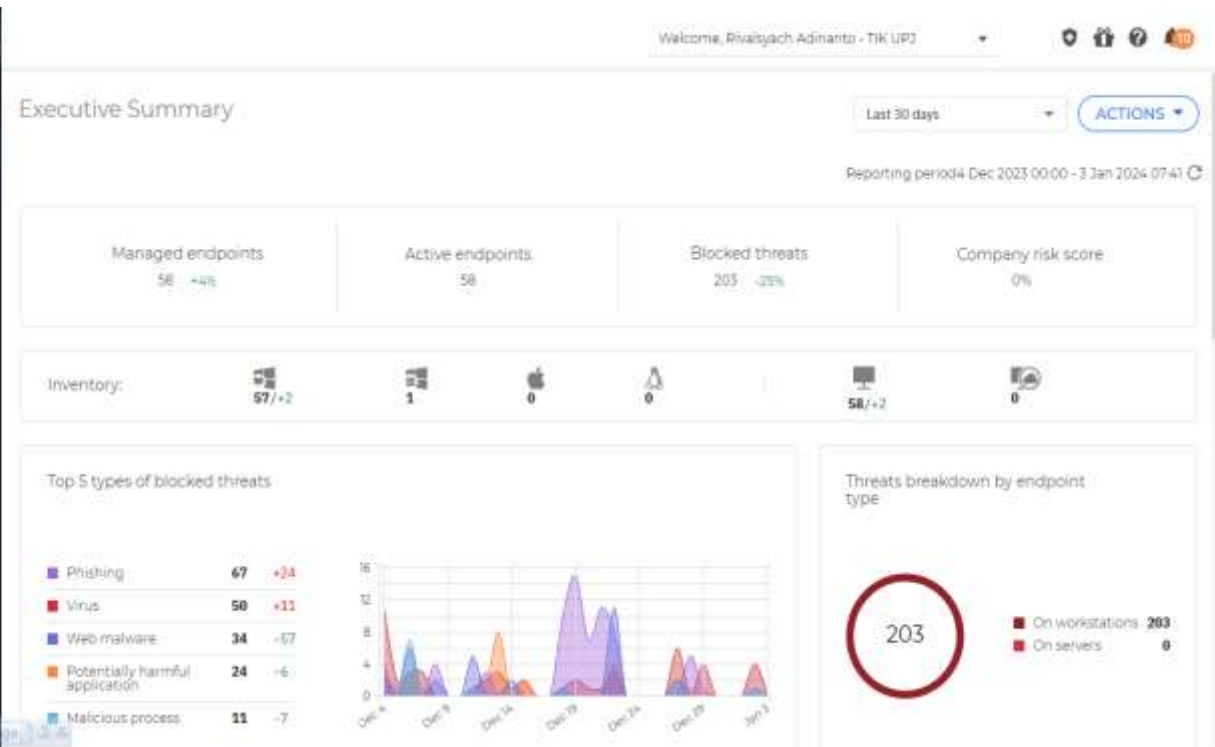 Welcome, Rivaisyach Adinanto - TIK UPJ
10
Executive Summary
Last 30 days
ACTIONS
Reporting period4 Dec 2023 00:00 - 3 Jan 2024 07:41
Managed endpoints
58 +4%
Active endpoints
58
Blocked threats
203 -25%
Company risk score
0%
Inventory:
57/+2
1
0
0
58/+2
0
Top 5 types of blocked threats
Phishing 67 +24
Virus 50 +11
Web malware 34 -57
Potentially harmful
application
24 -6
Malicious process 11 -7
16
12
8
4
0
Dec 4
Dec 9
Dec 14
Dec 19
Dec 24
Dec 29
Jan 3
Threats breakdown by endpoint
type
203
On workstations 203
On servers 0